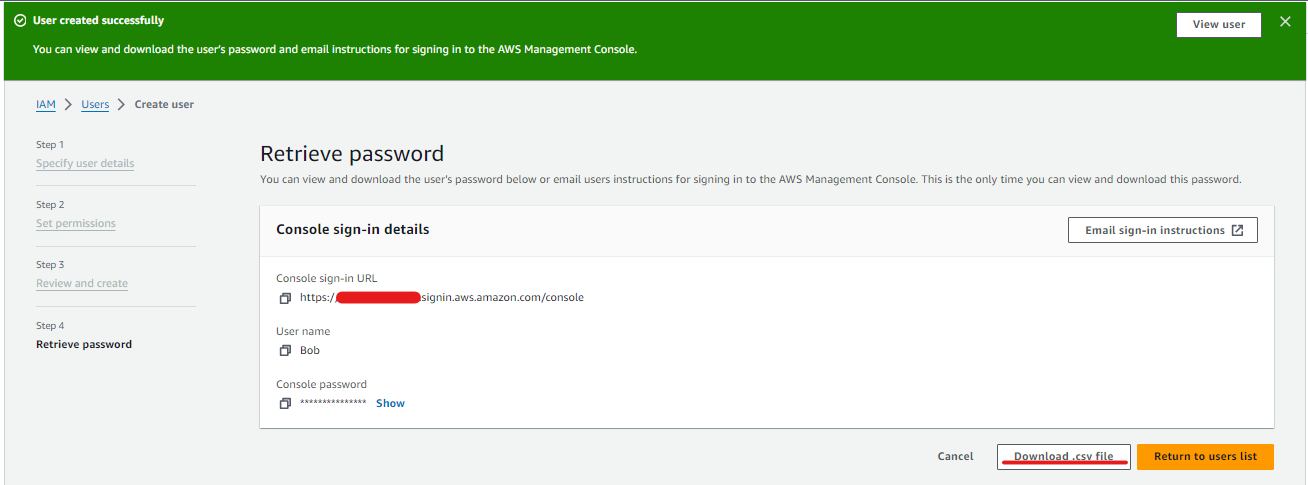 User created successfully
View user
You can view and download the user's password and email instructions for signing in to the AWS Management Console.
IAM > Users > Create user
Step 1
Specify user details
Step 2
Set permissions
Step 3
Review and create
Step 4
Retrieve password
Retrieve password
You can view and download the user's password below or email users instructions for signing in to the AWS Management Console. This is the only time you can view and download this password.
Console sign-in details
Email sign-in instructions
Console sign-in URL
https:/ signin.aws.amazon.com/console
User name
Bob
Console password
*************** Show
Cancel
Download .csv file
Return to users list